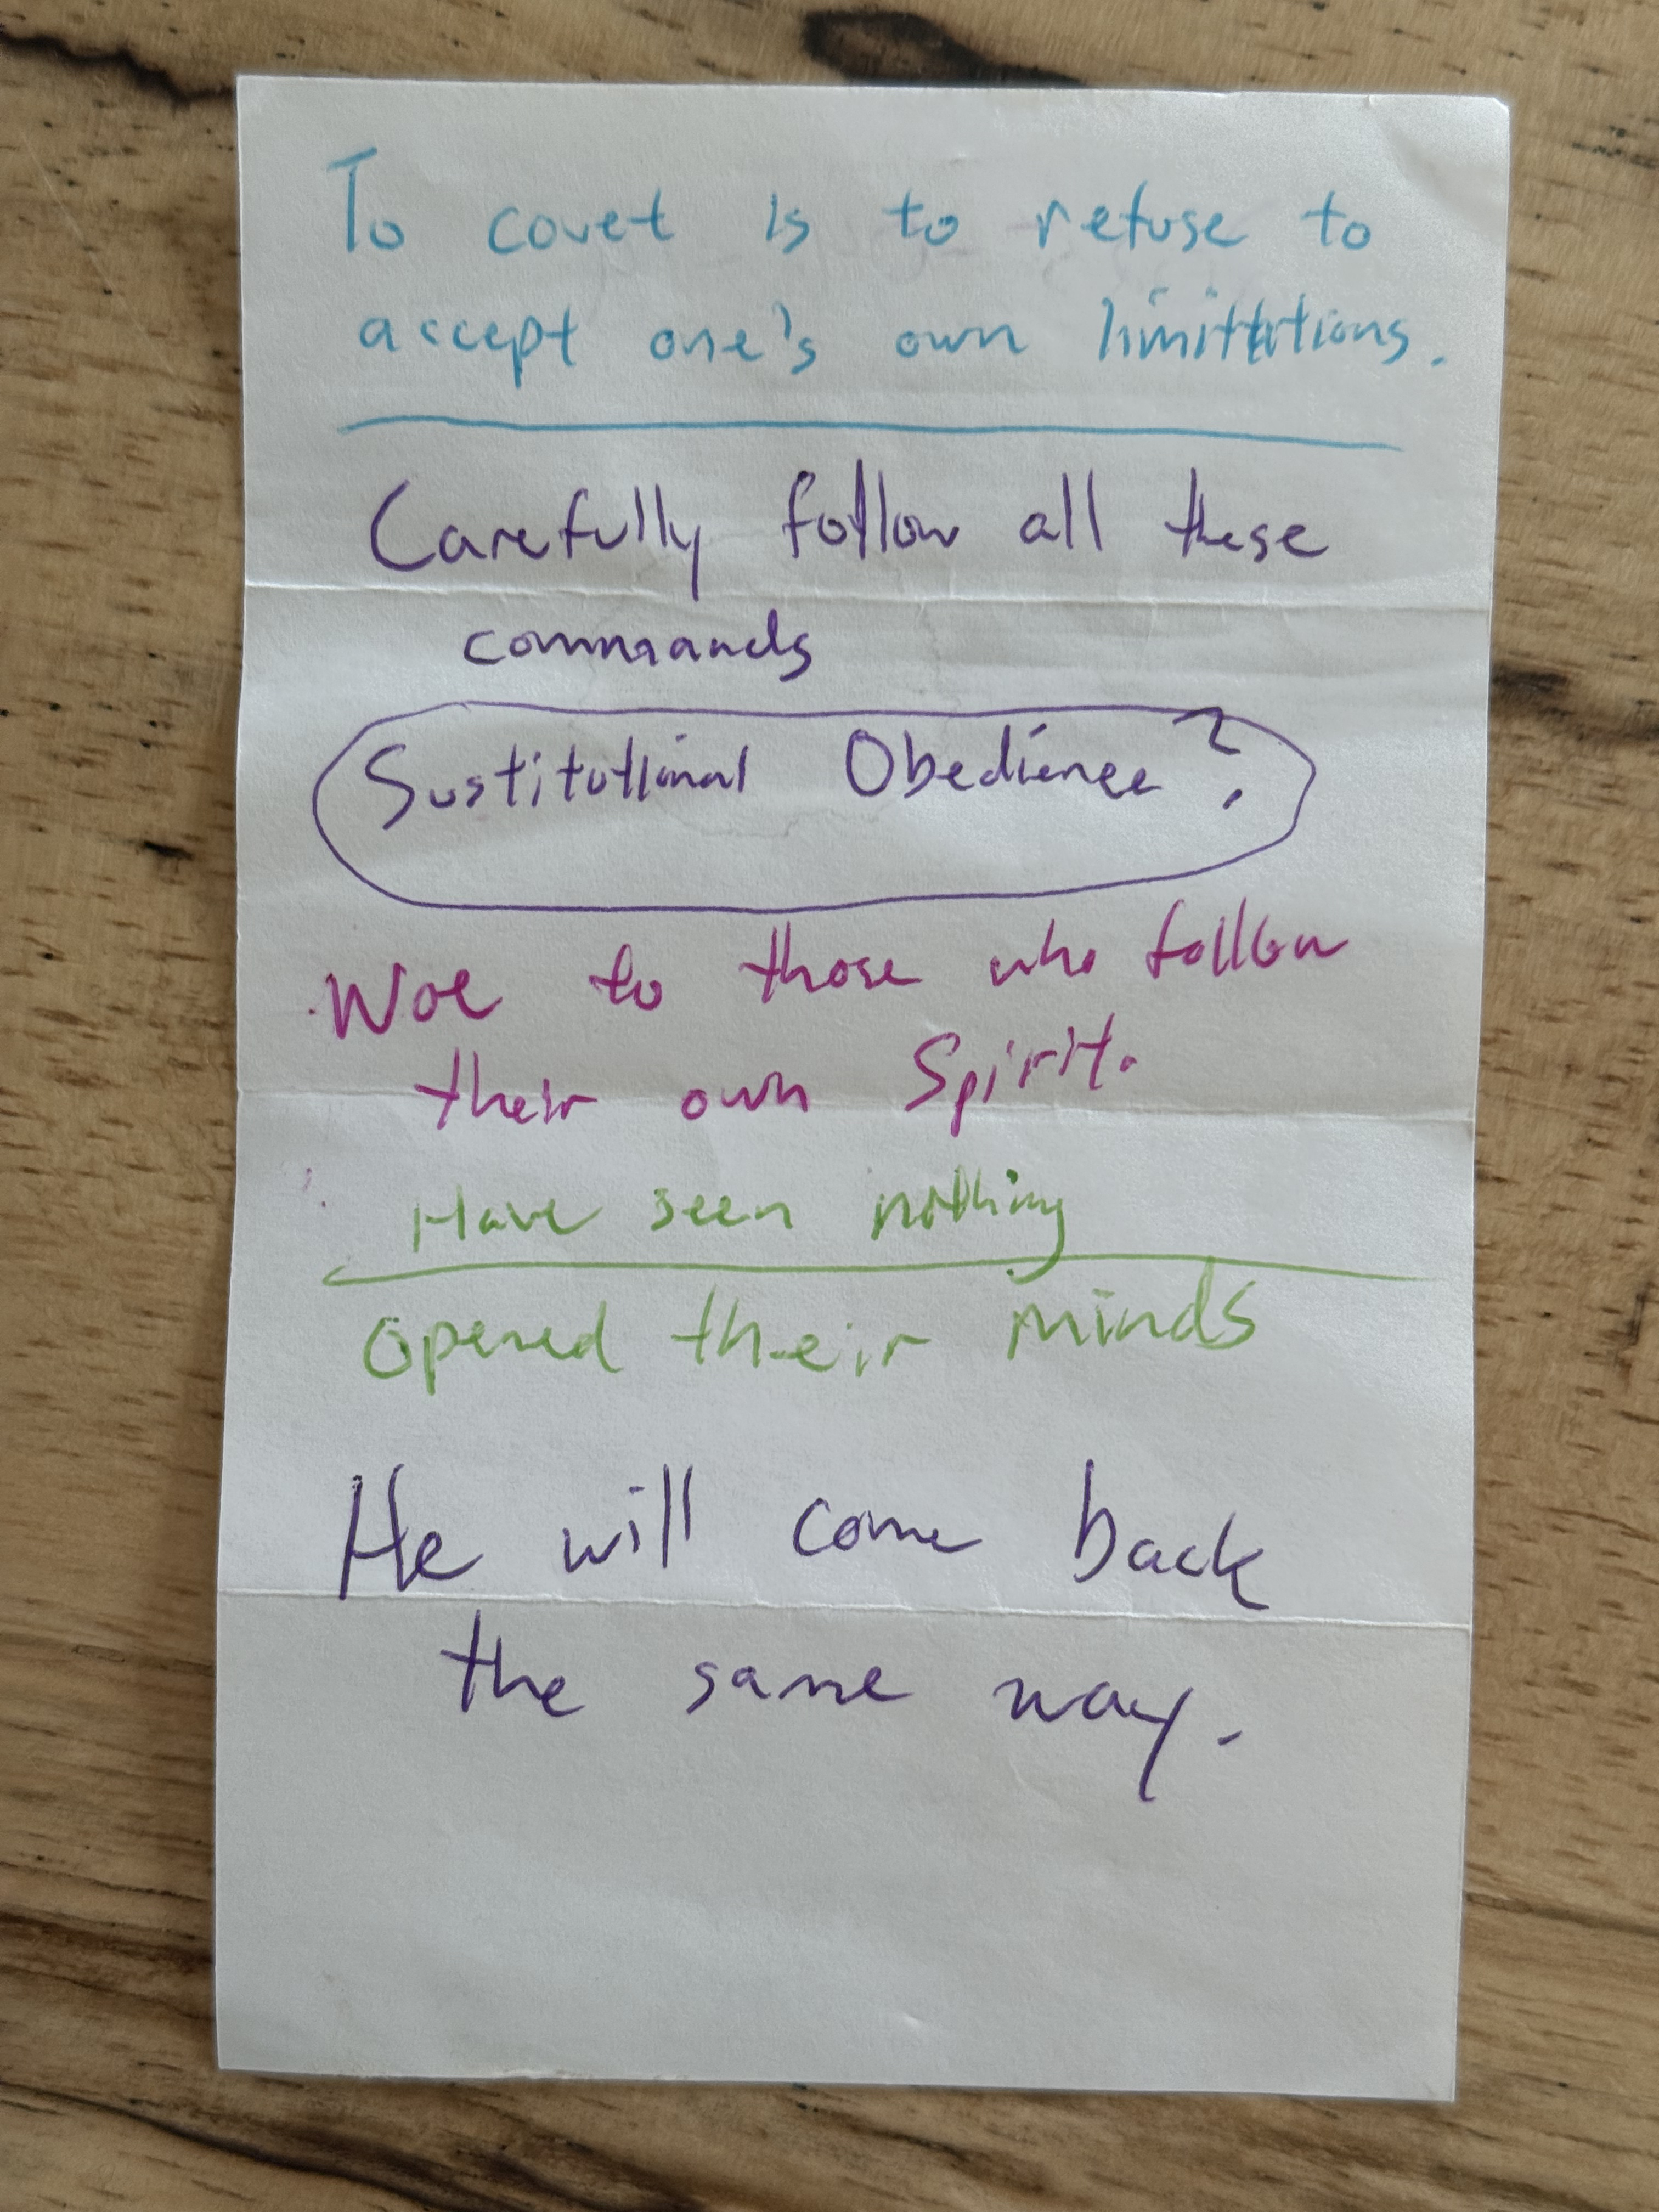 To covet is to refuse to
accept one's own limittations.
Carefully follow all these
commands
Sustitutional Obedience?
Woe to those who follow
their own Spirit.
Have seen nothing
Opened their minds
He will come back
the same way.